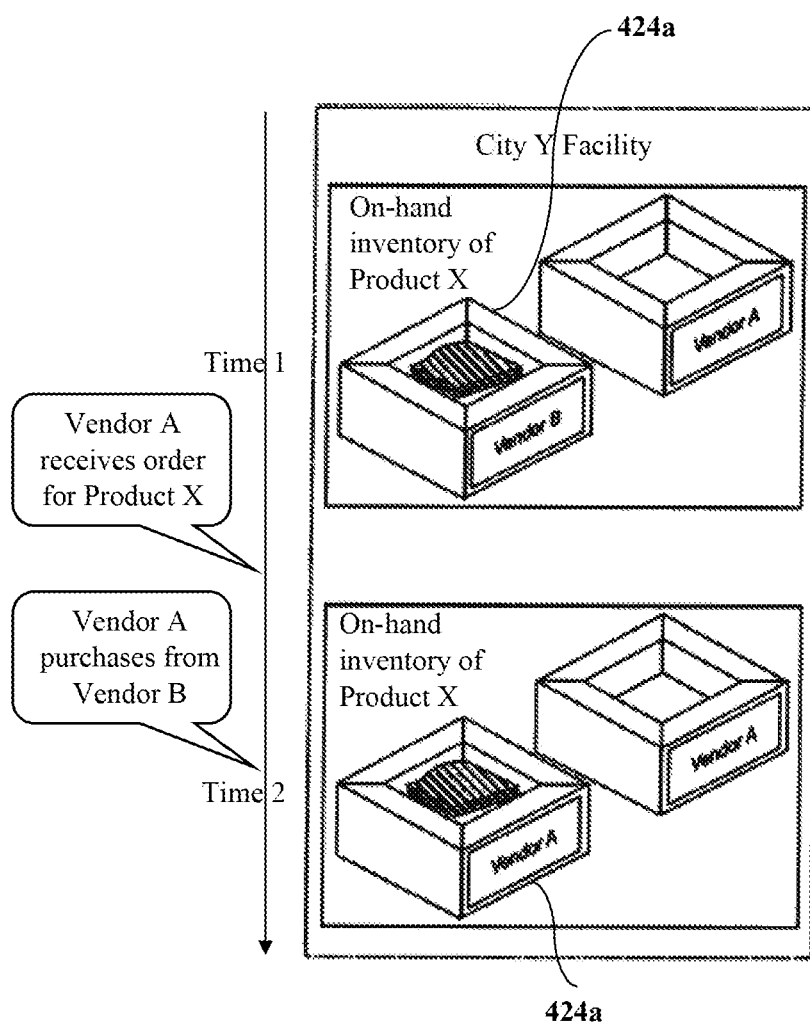 424a
City Y Facility
On-hand
inventory of
Product X
Vendor A
Vendor B
Time 1
Vendor A
receives order
for Product X
Vendor A
purchases from
Vendor B
On-hand
inventory of
Product X
Vendor A
Vendor A
Time 2
424a